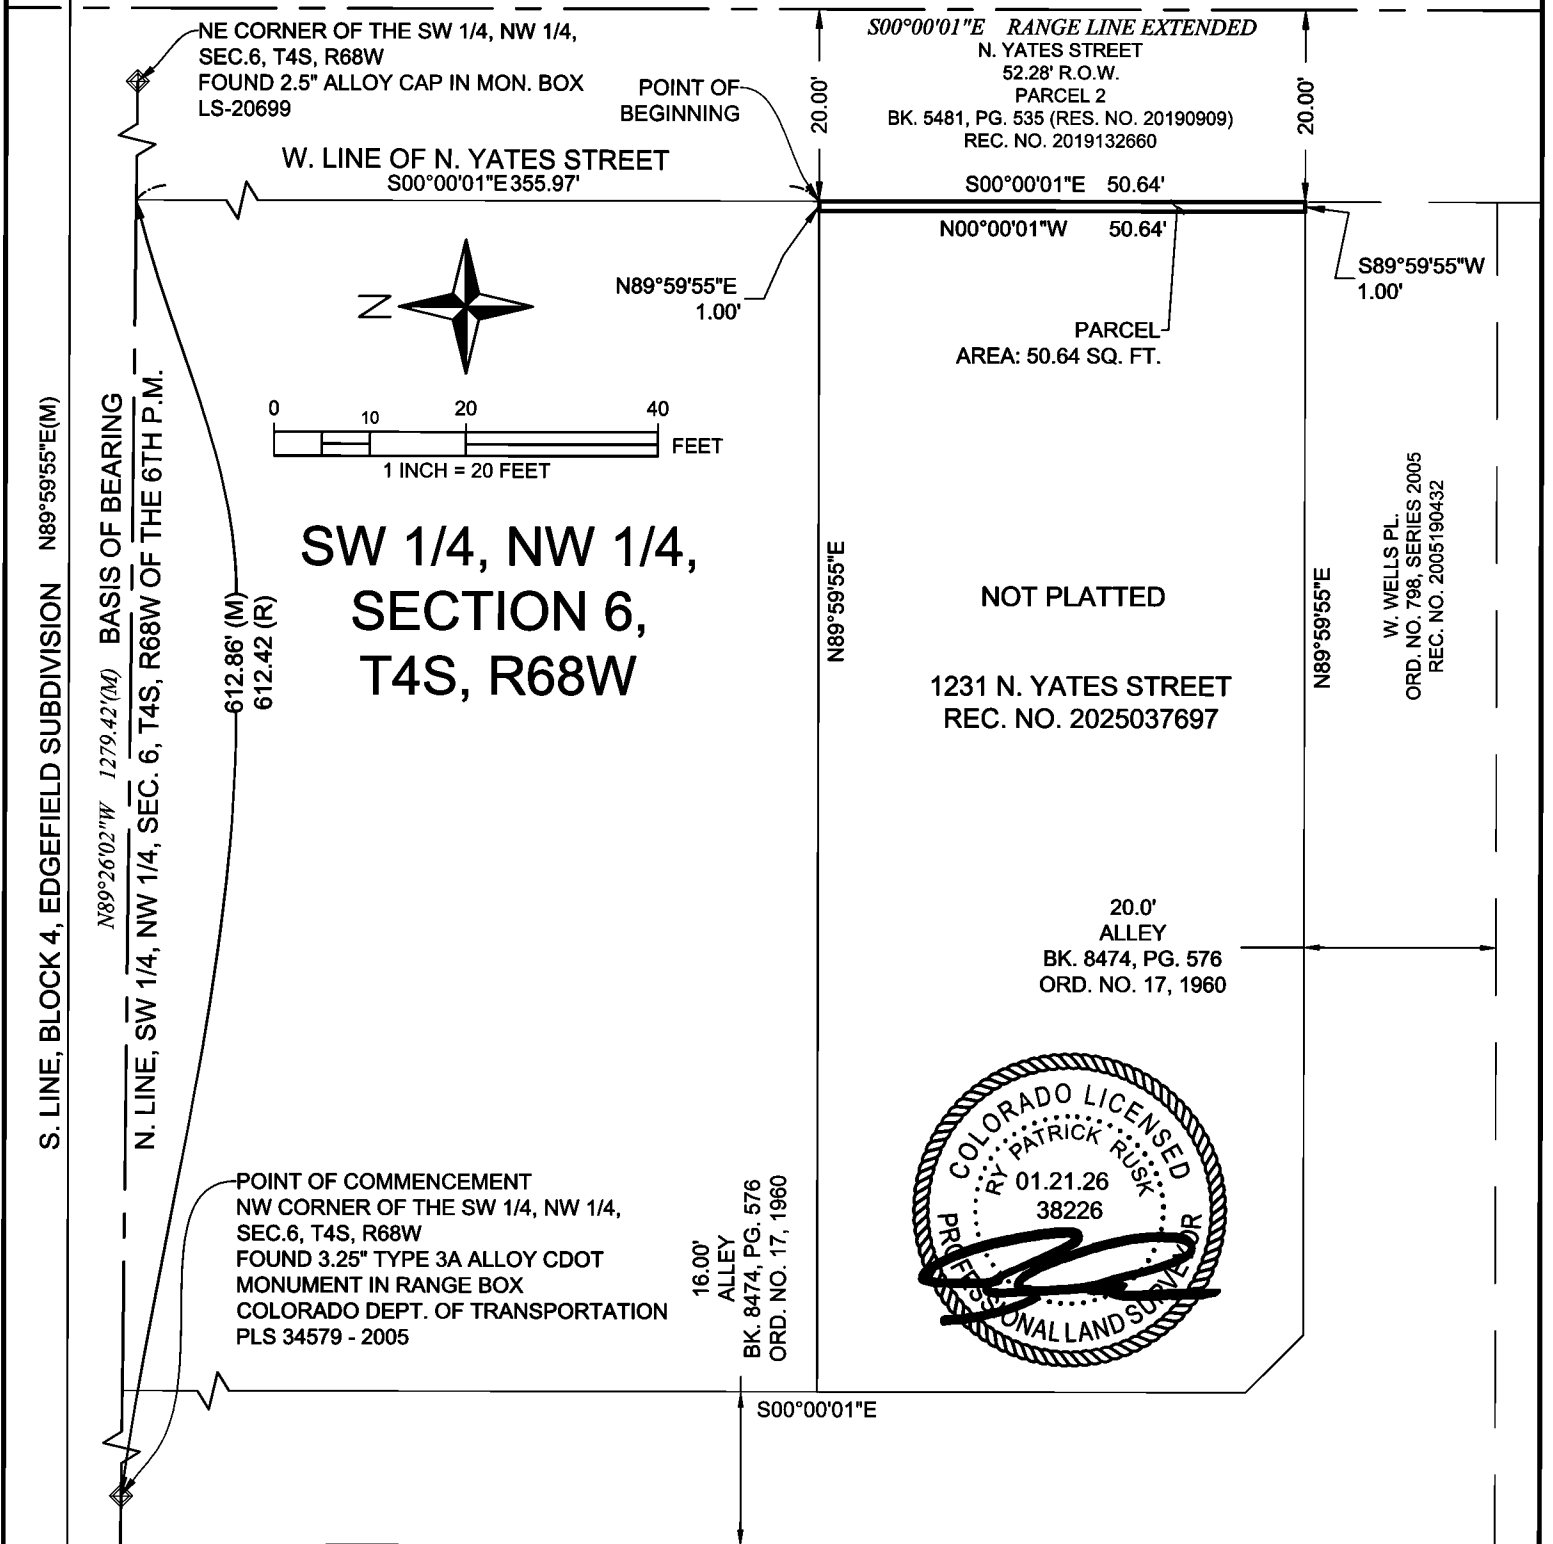 NE CORNER OF THE SW 1/4, NW 1/4,
SEC.6, T4S, R68W
FOUND 2.5" ALLOY CAP IN MON. BOX
LS-20699
POINT OF
BEGINNING
20.00'
S00°00'01"E RANGE LINE EXTENDED
N. YATES STREET
52.28' R.O.W.
PARCEL 2
BK. 5481, PG. 535 (RES. NO. 20190909)
REC. NO. 2019132660
20.00'
W. LINE OF N. YATES STREET
S00°00'01"E 355.97'
S00°00'01"E 50.64'
N00°00'01"W 50.64'
N89°59'55"E
1.00'
S89°59'55"W
1.00'
PARCEL
AREA: 50.64 SQ. FT.
N
0 10 20 40
FEET
1 INCH = 20 FEET
S. LINE, BLOCK 4, EDGEFIELD SUBDIVISION N89°59'55"E(M)
N89°26'02"W 1279.42'(M) BASIS OF BEARING
N. LINE, SW 1/4, NW 1/4, SEC. 6, T4S, R68W OF THE 6TH P.M.
612.86' (M)
612.42 (R)
SW 1/4, NW 1/4,
SECTION 6,
T4S, R68W
N89°59'55"E
NOT PLATTED
1231 N. YATES STREET
REC. NO. 2025037697
N89°59'55"E
W. WELLS PL.
ORD. NO. 798, SERIES 2005
REC. NO. 2005190432
20.0'
ALLEY
BK. 8474, PG. 576
ORD. NO. 17, 1960
COLORADO LICENSED
RY PATRICK RUSK
01.21.26
38226
PROFESSIONAL LAND SURVEYOR
POINT OF COMMENCEMENT
NW CORNER OF THE SW 1/4, NW 1/4,
SEC.6, T4S, R68W
FOUND 3.25" TYPE 3A ALLOY CDOT
MONUMENT IN RANGE BOX
COLORADO DEPT. OF TRANSPORTATION
PLS 34579 - 2005
16.00'
ALLEY
BK. 8474, PG. 576
ORD. NO. 17, 1960
S00°00'01"E